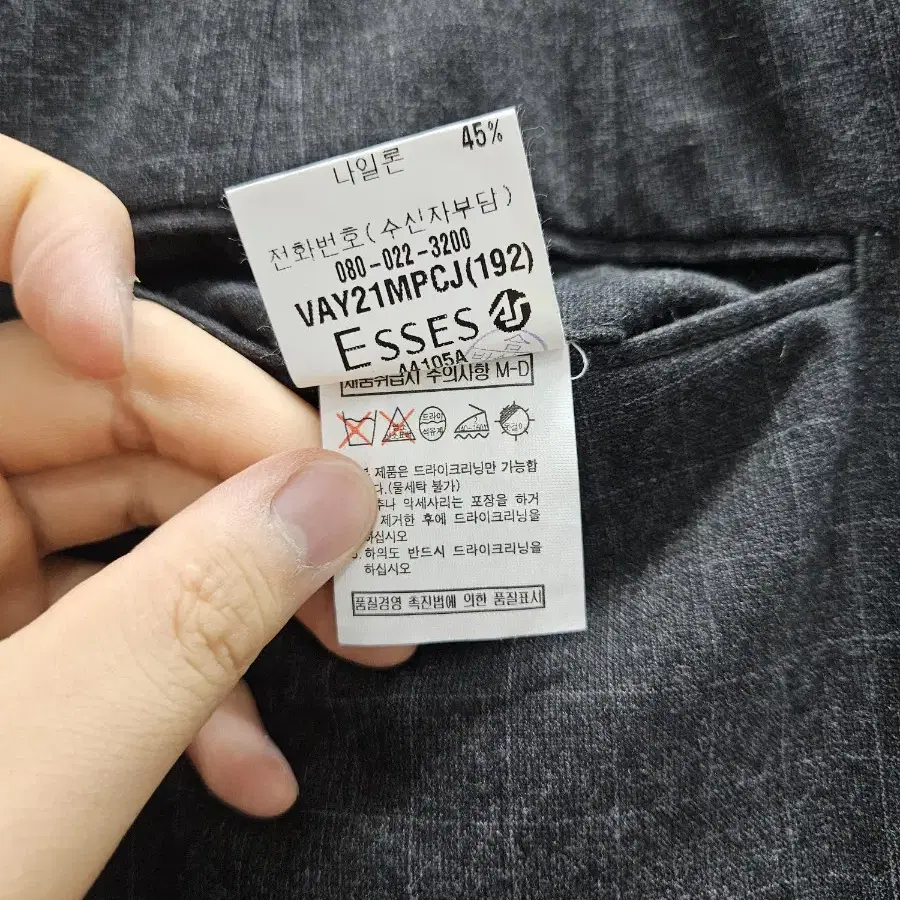 나일론 45%
전화번호(수신자부담)
080-022-3200
VAY21MPCJ(192)
ESSES
AA105A
제품취급시 주의사항 M-D
드라이
석유계
제품은 드라이크리닝만 가능합
다.(물세탁 불가)
악세사리는 포장을 하거
제거한 후에 드라이크리닝을
하십시오
하의도 반드시 드라이크리닝을
하십시오
품질경영 촉진법에 의한 품질표시